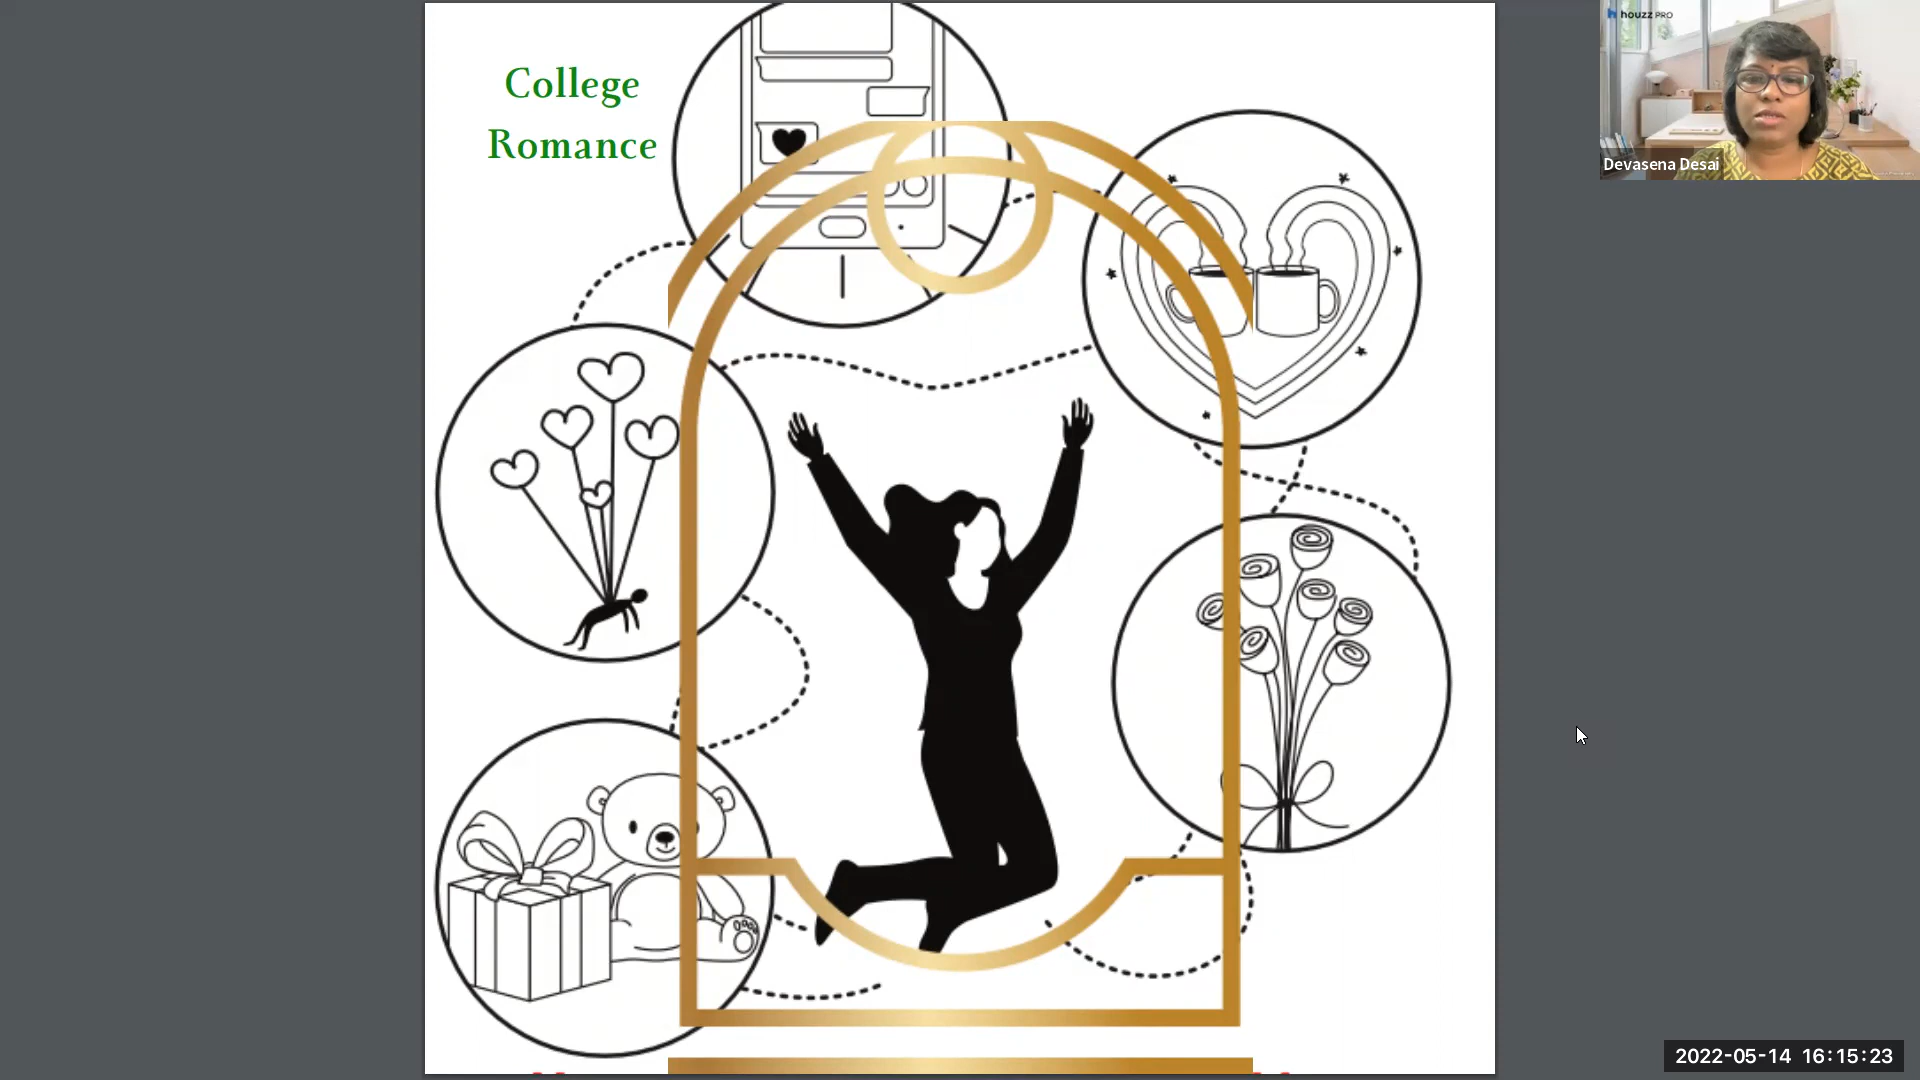 College
Romance
houzz PRO
Devasena Desai
2022-05-14 16:15:23